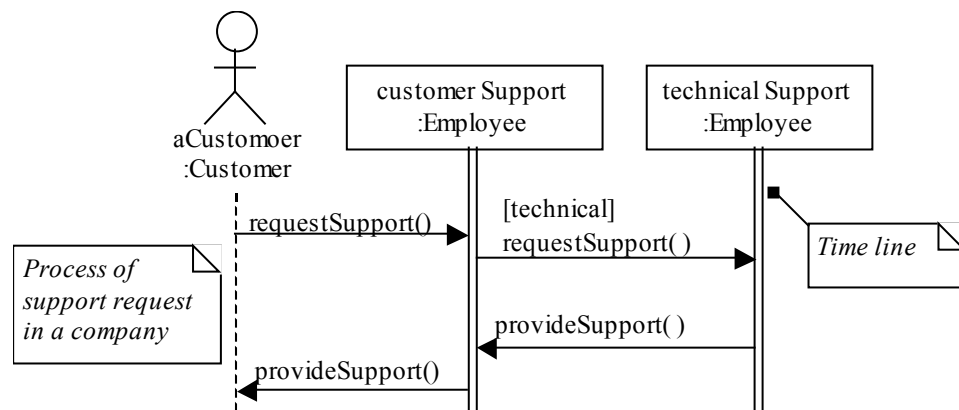 customer Support
:Employee
technical Support
:Employee
aCustomoer
:Customer
requestSupport()
[technical]
requestSupport( )
Time line
Process of
support request
in a company
provideSupport( )
provideSupport()